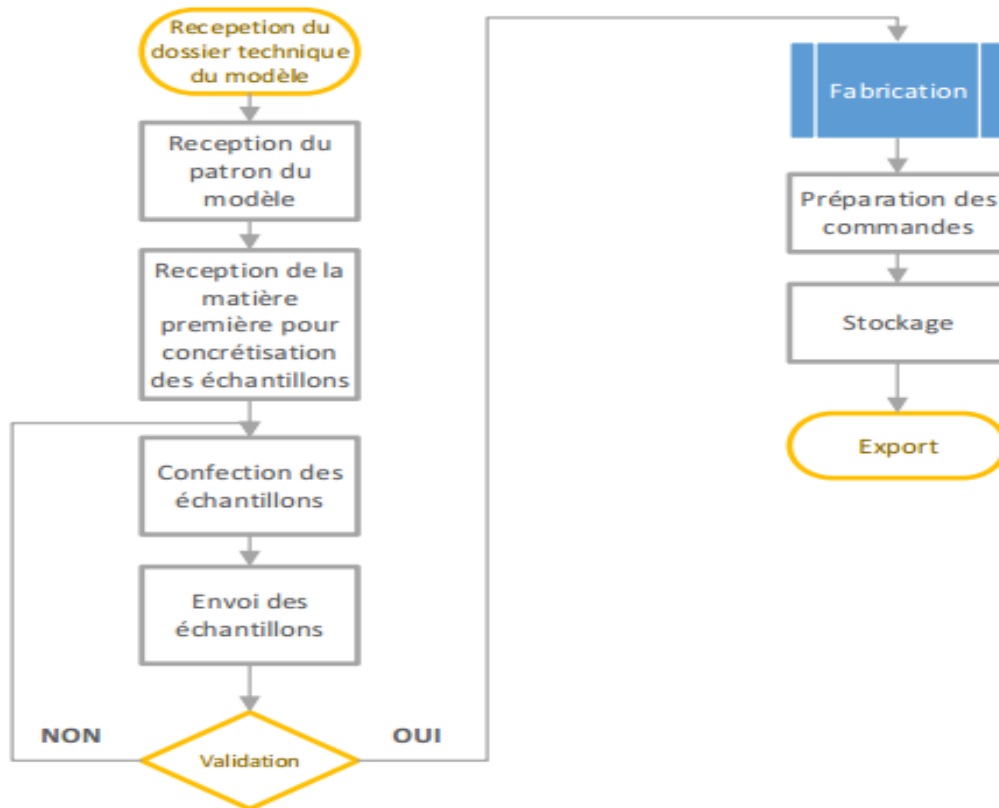 Recepetion du
dossier technique
du modèle
Reception du
patron du
modèle
Reception de la
matière
première pour
concrétisation
des échantillons
Confection des
échantillons
Envoi des
échantillons
NON
Validation
OUI
Fabrication
Préparation des
commandes
Stockage
Export